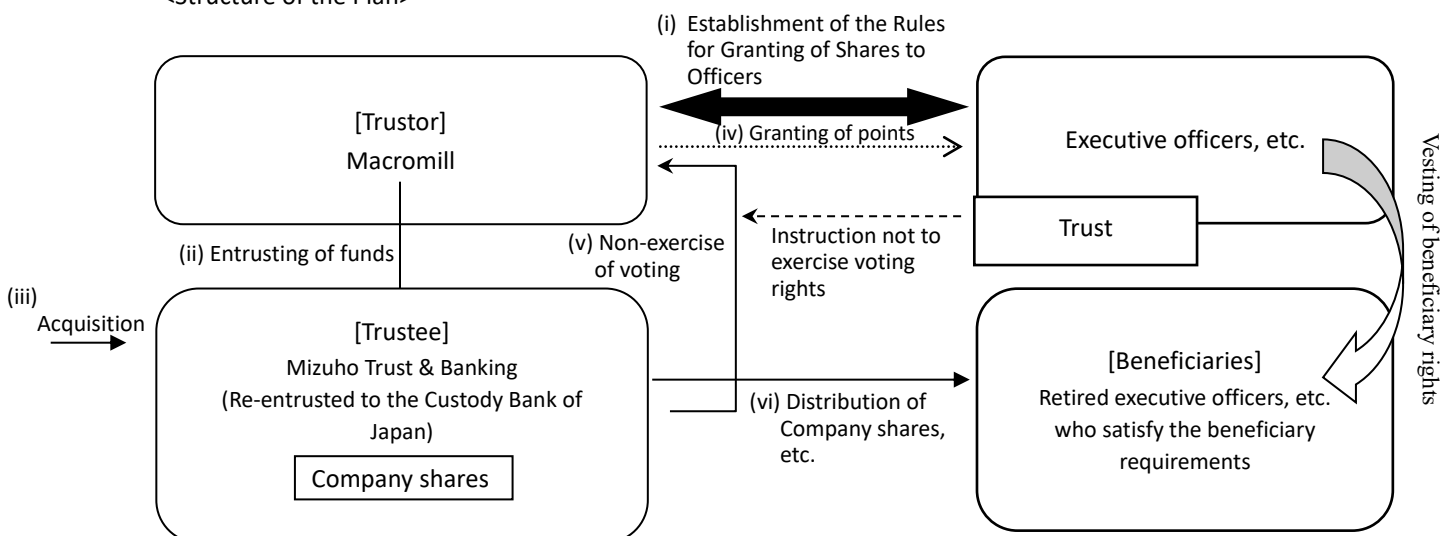 <Structure of the Plan>
(i) Establishment of the Rules
for Granting of Shares to
Officers
[Trustor]
Macromill
(iv) Granting of points
Executive officers, etc.
Vesting of beneficiary rights
Trust
(ii) Entrusting of funds
(v) Non-exercise
of voting
Instruction not to
exercise voting
rights
(iii)
Acquisition
[Trustee]
Mizuho Trust & Banking
(Re-entrusted to the Custody Bank of
Japan)
Company shares
(vi) Distribution of
Company shares,
etc.
[Beneficiaries]
Retired executive officers, etc.
who satisfy the beneficiary
requirements